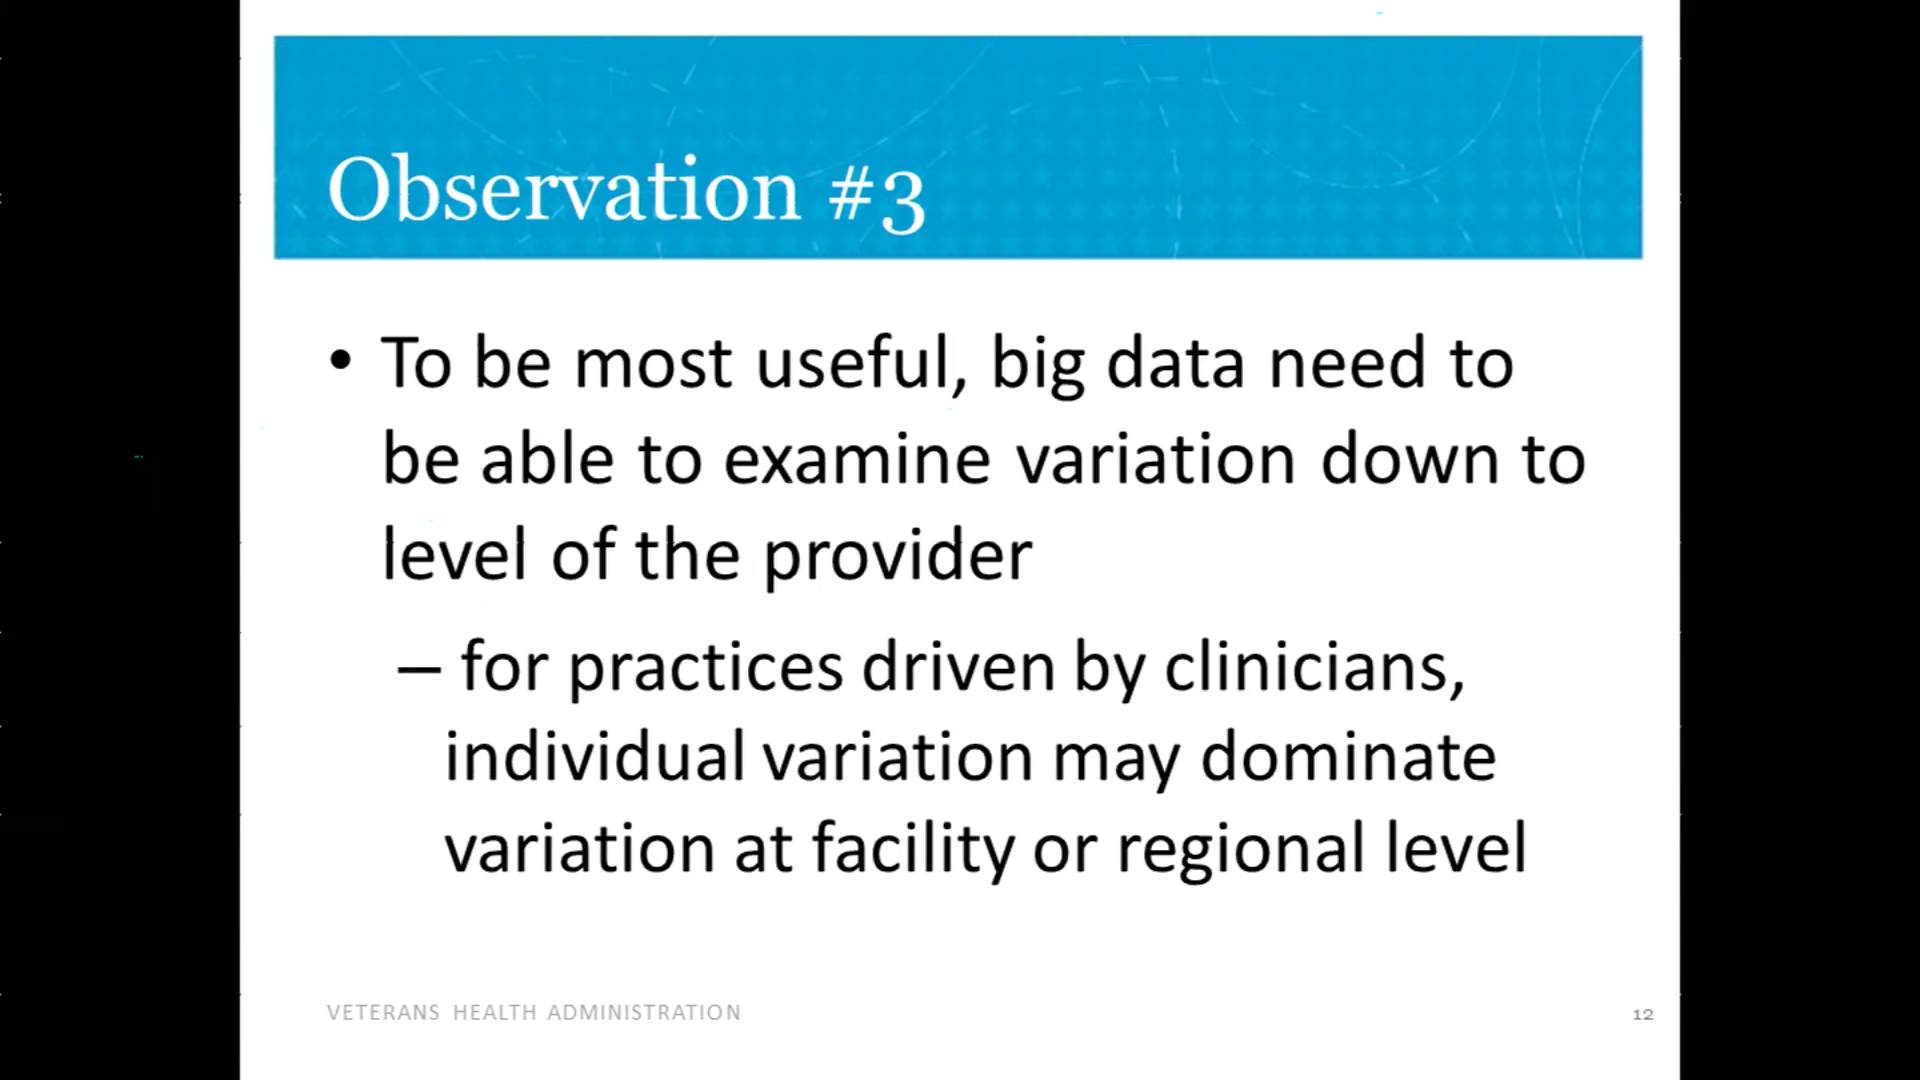 Observation #3
• To be most useful, big data need to
be able to examine variation down to
level of the provider
– for practices driven by clinicians,
individual variation may dominate
variation at facility or regional level
VETERANS HEALTH ADMINISTRATION
12